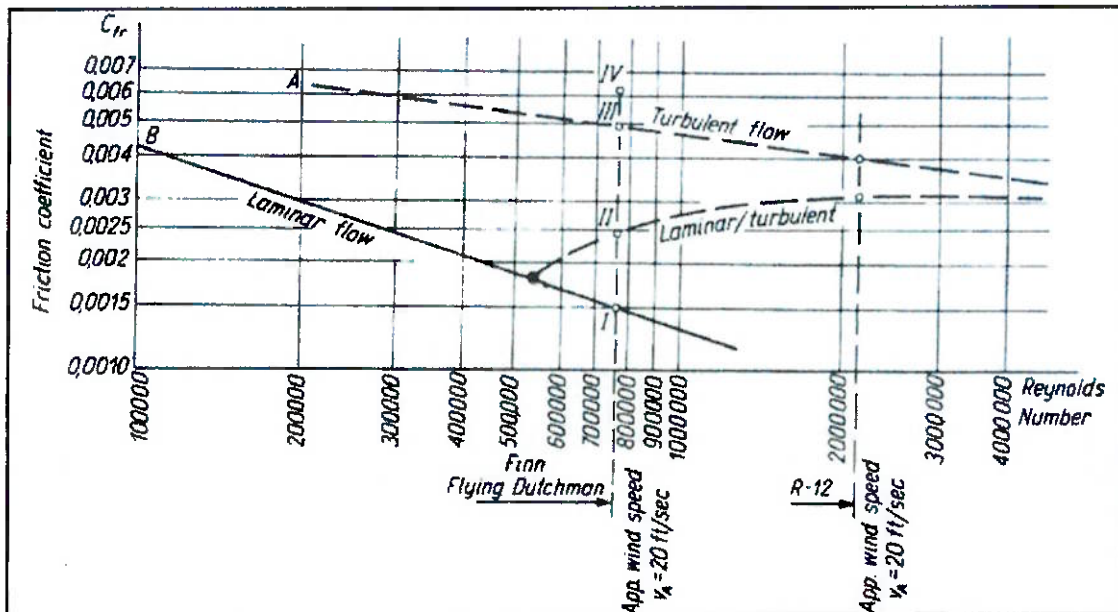 C_fr
Friction coefficient
0,007
0,006
0,005
0,004
0,003
0,0025
0,002
0,0015
0,0010
A
B
IV
III
II
I
Turbulent flow
Laminar flow
Laminar/turbulent
100000
200000
300000
400000
500000
600000
700000
800000
900000
1000000
2000000
3000000
4000000
Reynolds
Number
Finn
Flying Dutchman
App. wind speed
V_A = 20 ft/sec
R-12
App. wind speed
V_A = 20 ft/sec